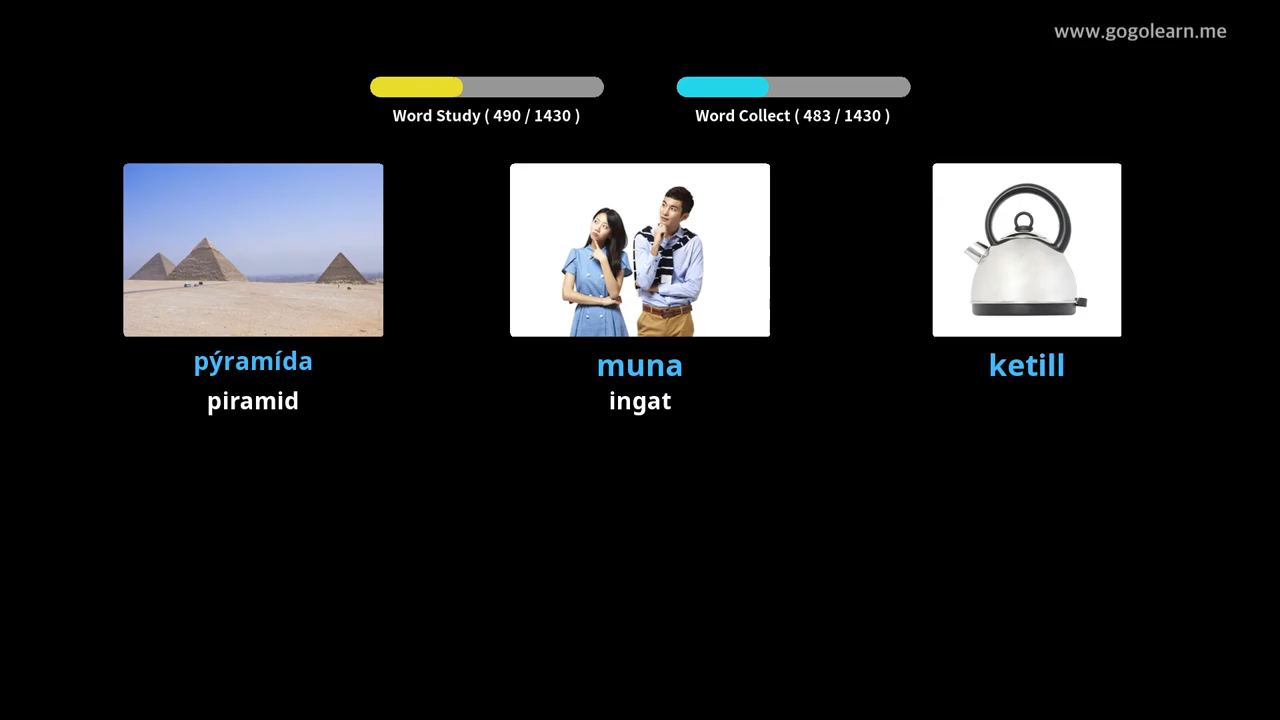 www.gogolearn.me
Word Study ( 490 / 1430 )
Word Collect ( 483 / 1430 )
pýramída
piramid
muna
ingat
ketill